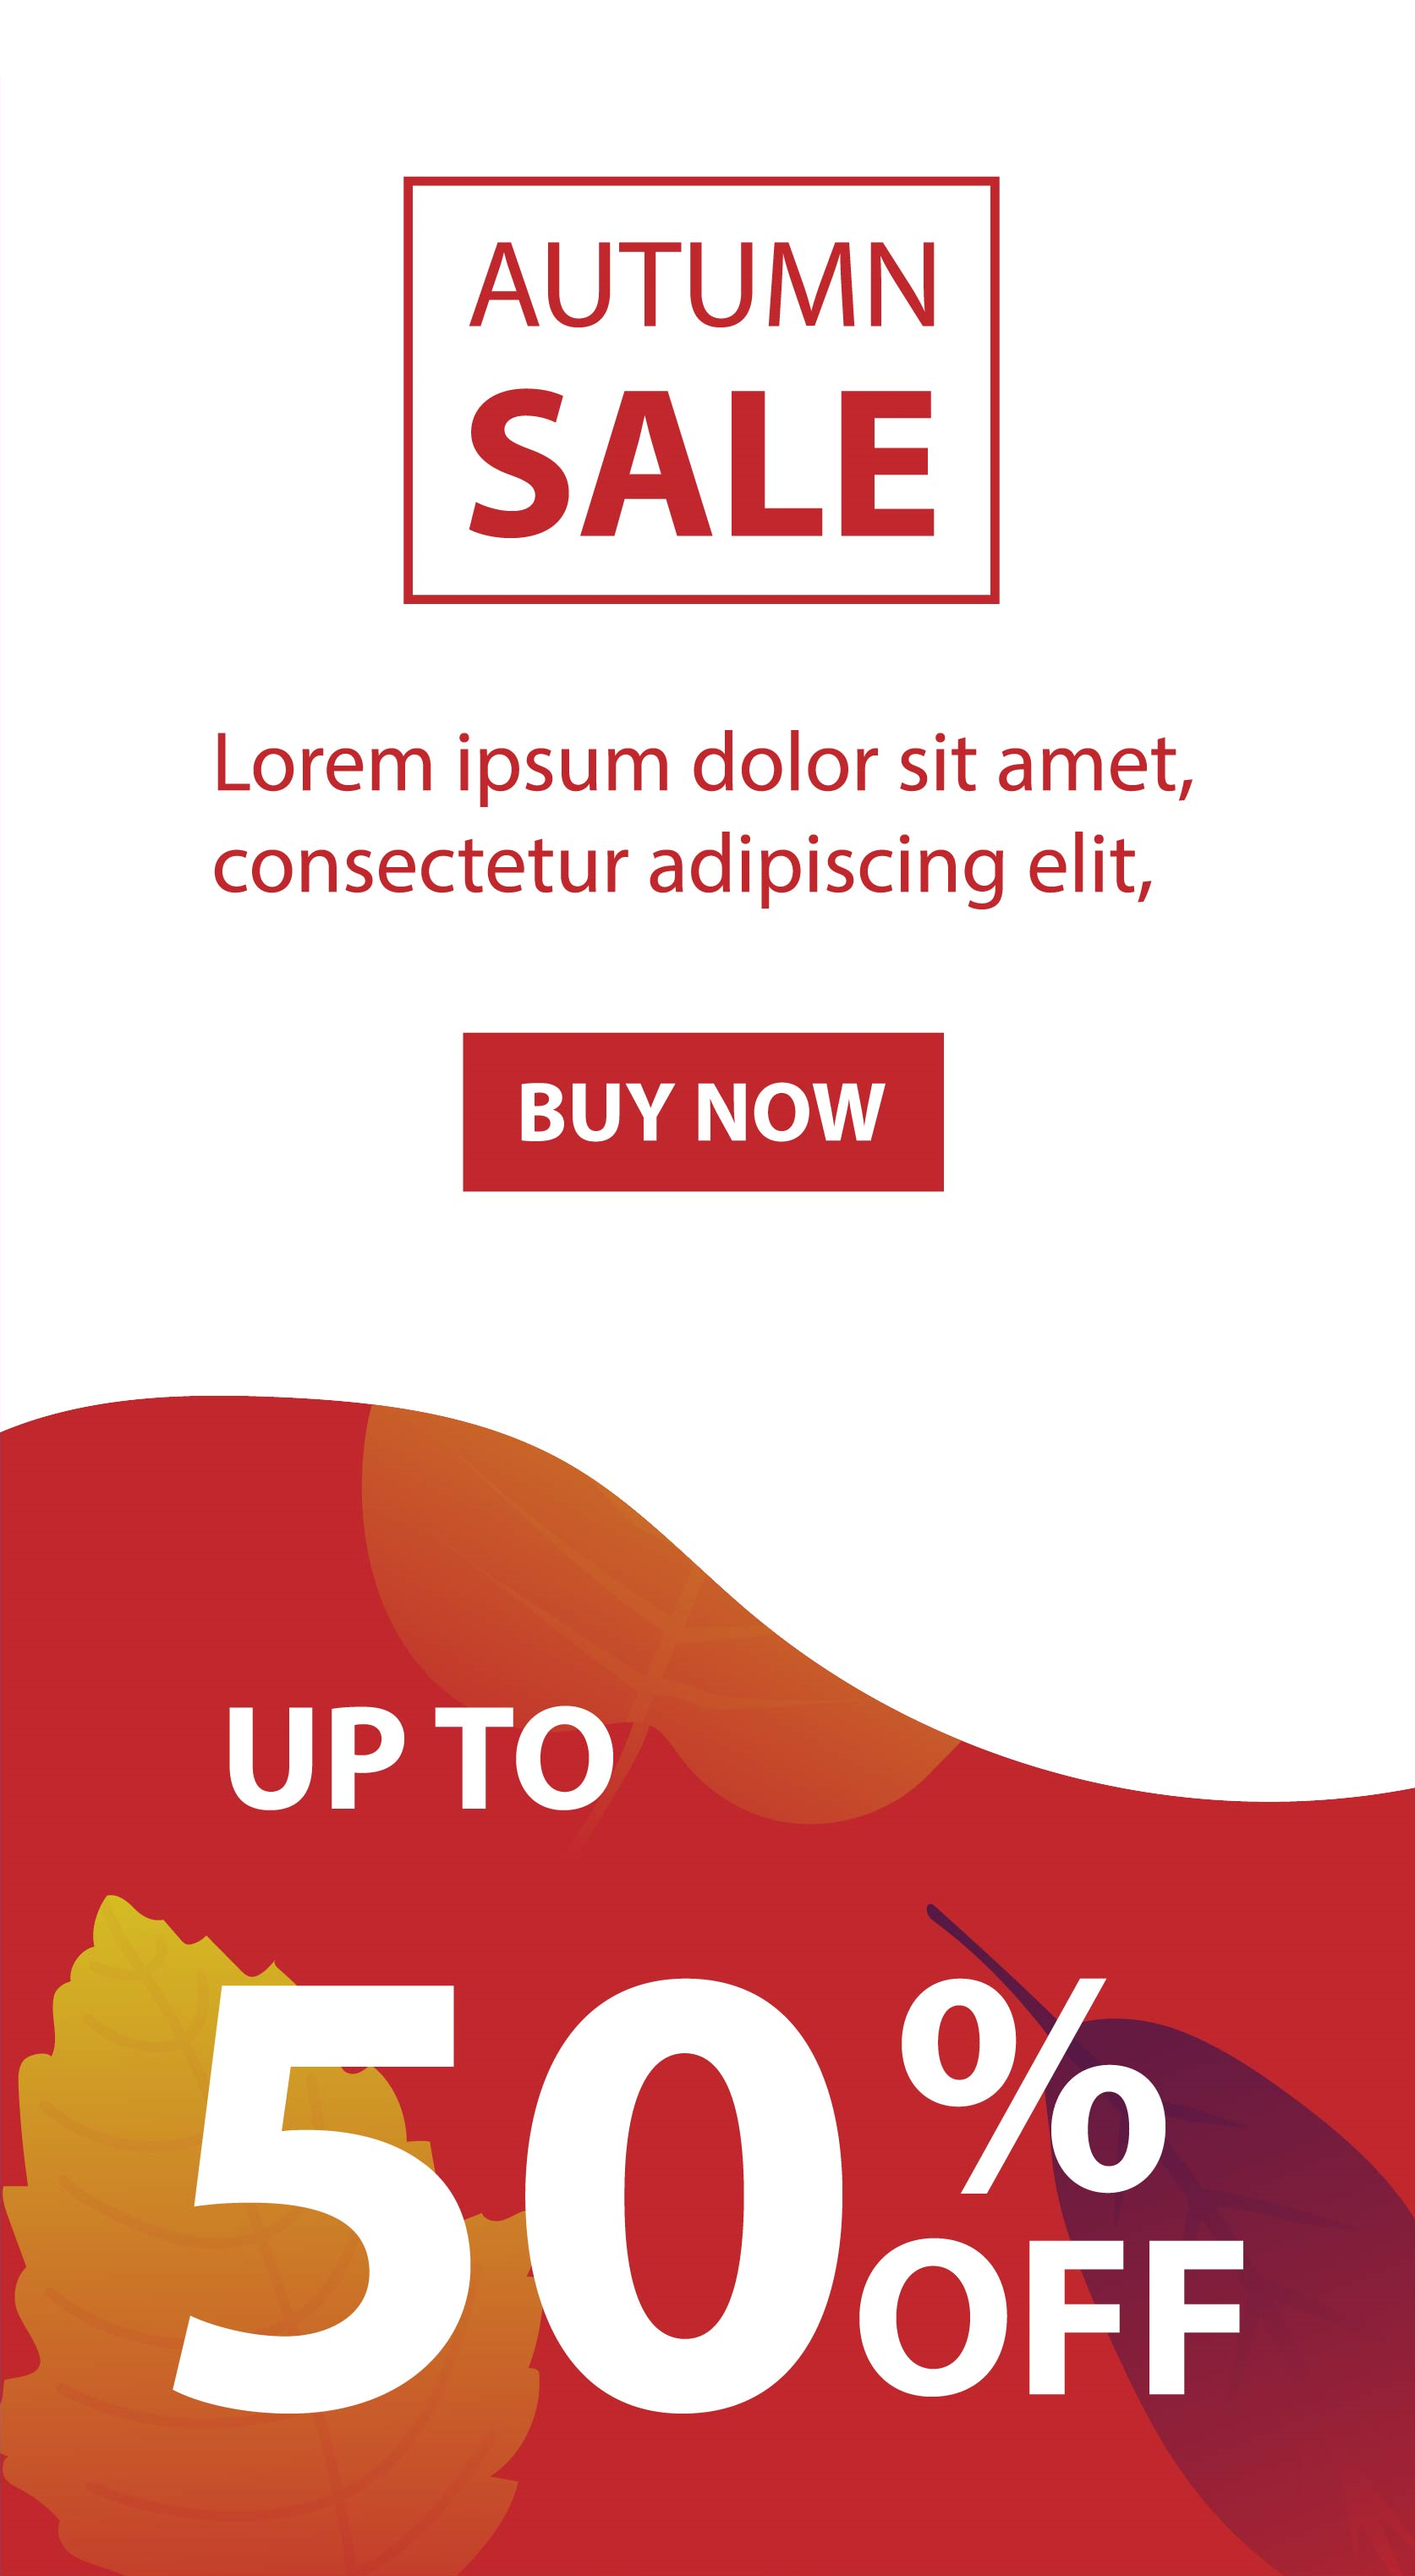 AUTUMN
SALE
Lorem ipsum dolor sit amet,
consectetur adipiscing elit,
BUY NOW
UP TO
50%
OFF